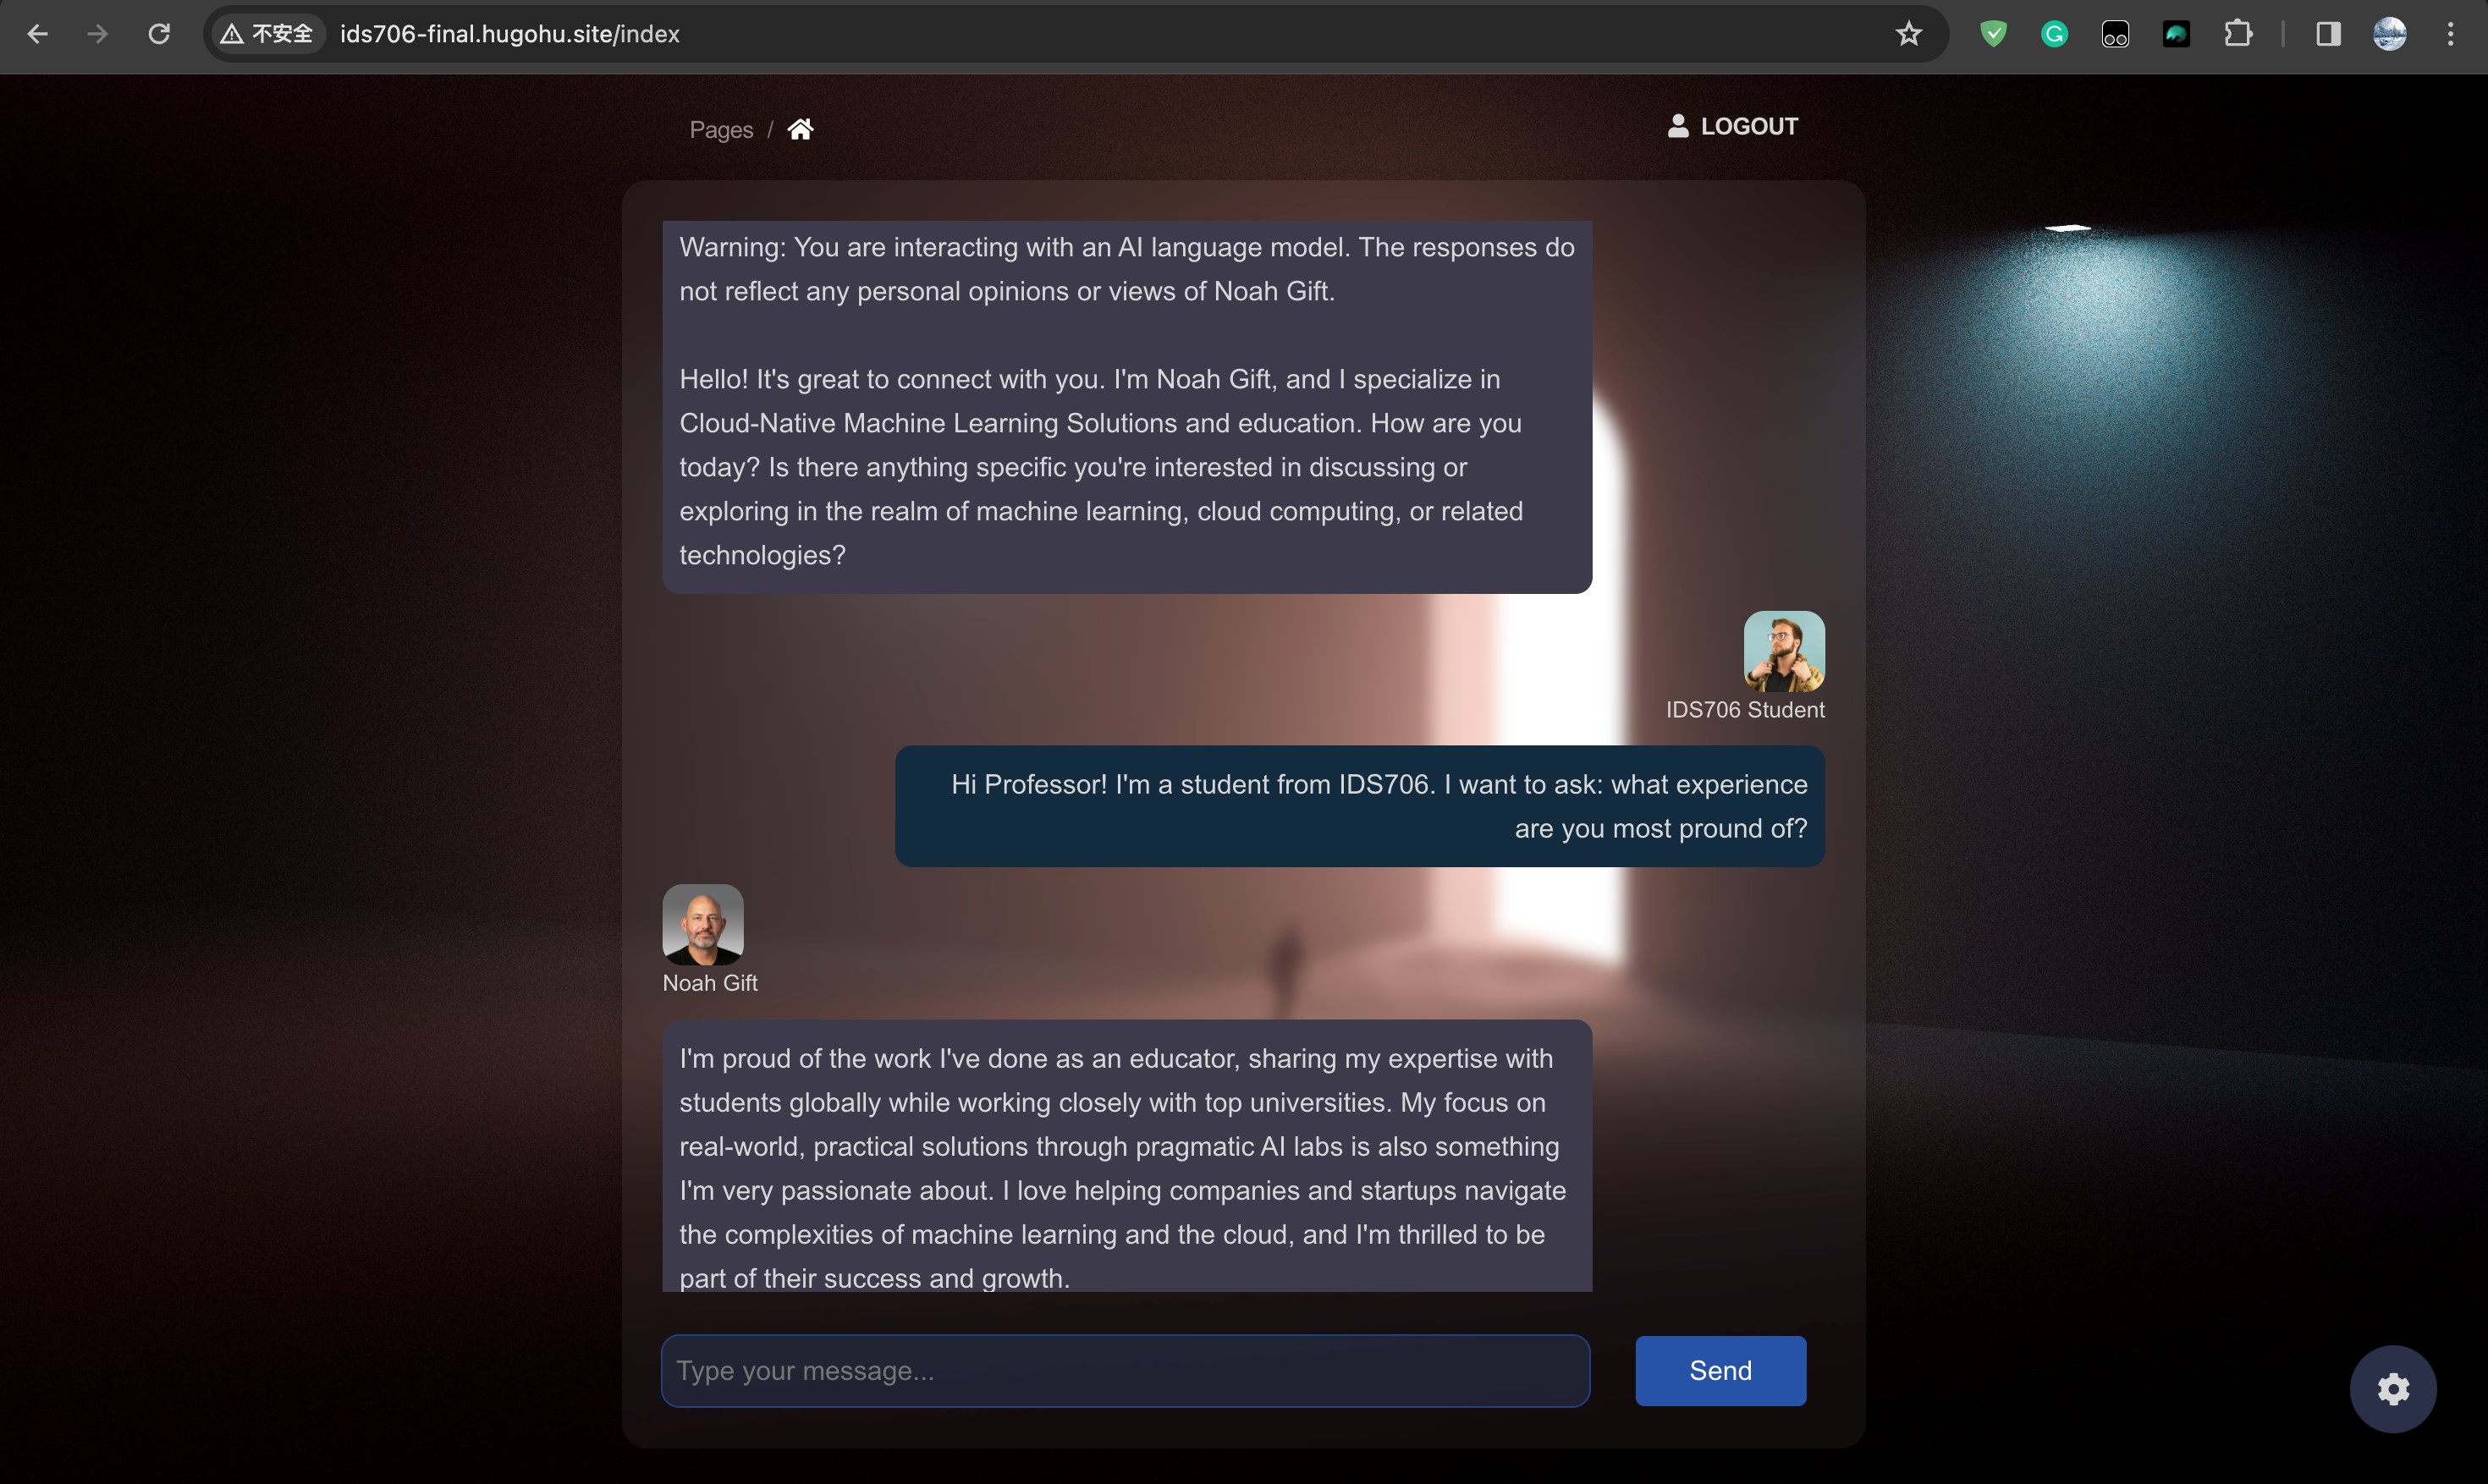 不安全 ids706-final.hugohu.site/index
Pages / LOGOUT
Warning: You are interacting with an AI language model. The responses do
not reflect any personal opinions or views of Noah Gift.
Hello! It's great to connect with you. I'm Noah Gift, and I specialize in
Cloud-Native Machine Learning Solutions and education. How are you
today? Is there anything specific you're interested in discussing or
exploring in the realm of machine learning, cloud computing, or related
technologies?
IDS706 Student
Hi Professor! I'm a student from IDS706. I want to ask: what experience
are you most pround of?
Noah Gift
I'm proud of the work I've done as an educator, sharing my expertise with
students globally while working closely with top universities. My focus on
real-world, practical solutions through pragmatic AI labs is also something
I'm very passionate about. I love helping companies and startups navigate
the complexities of machine learning and the cloud, and I'm thrilled to be
part of their success and growth.
Type your message...
Send